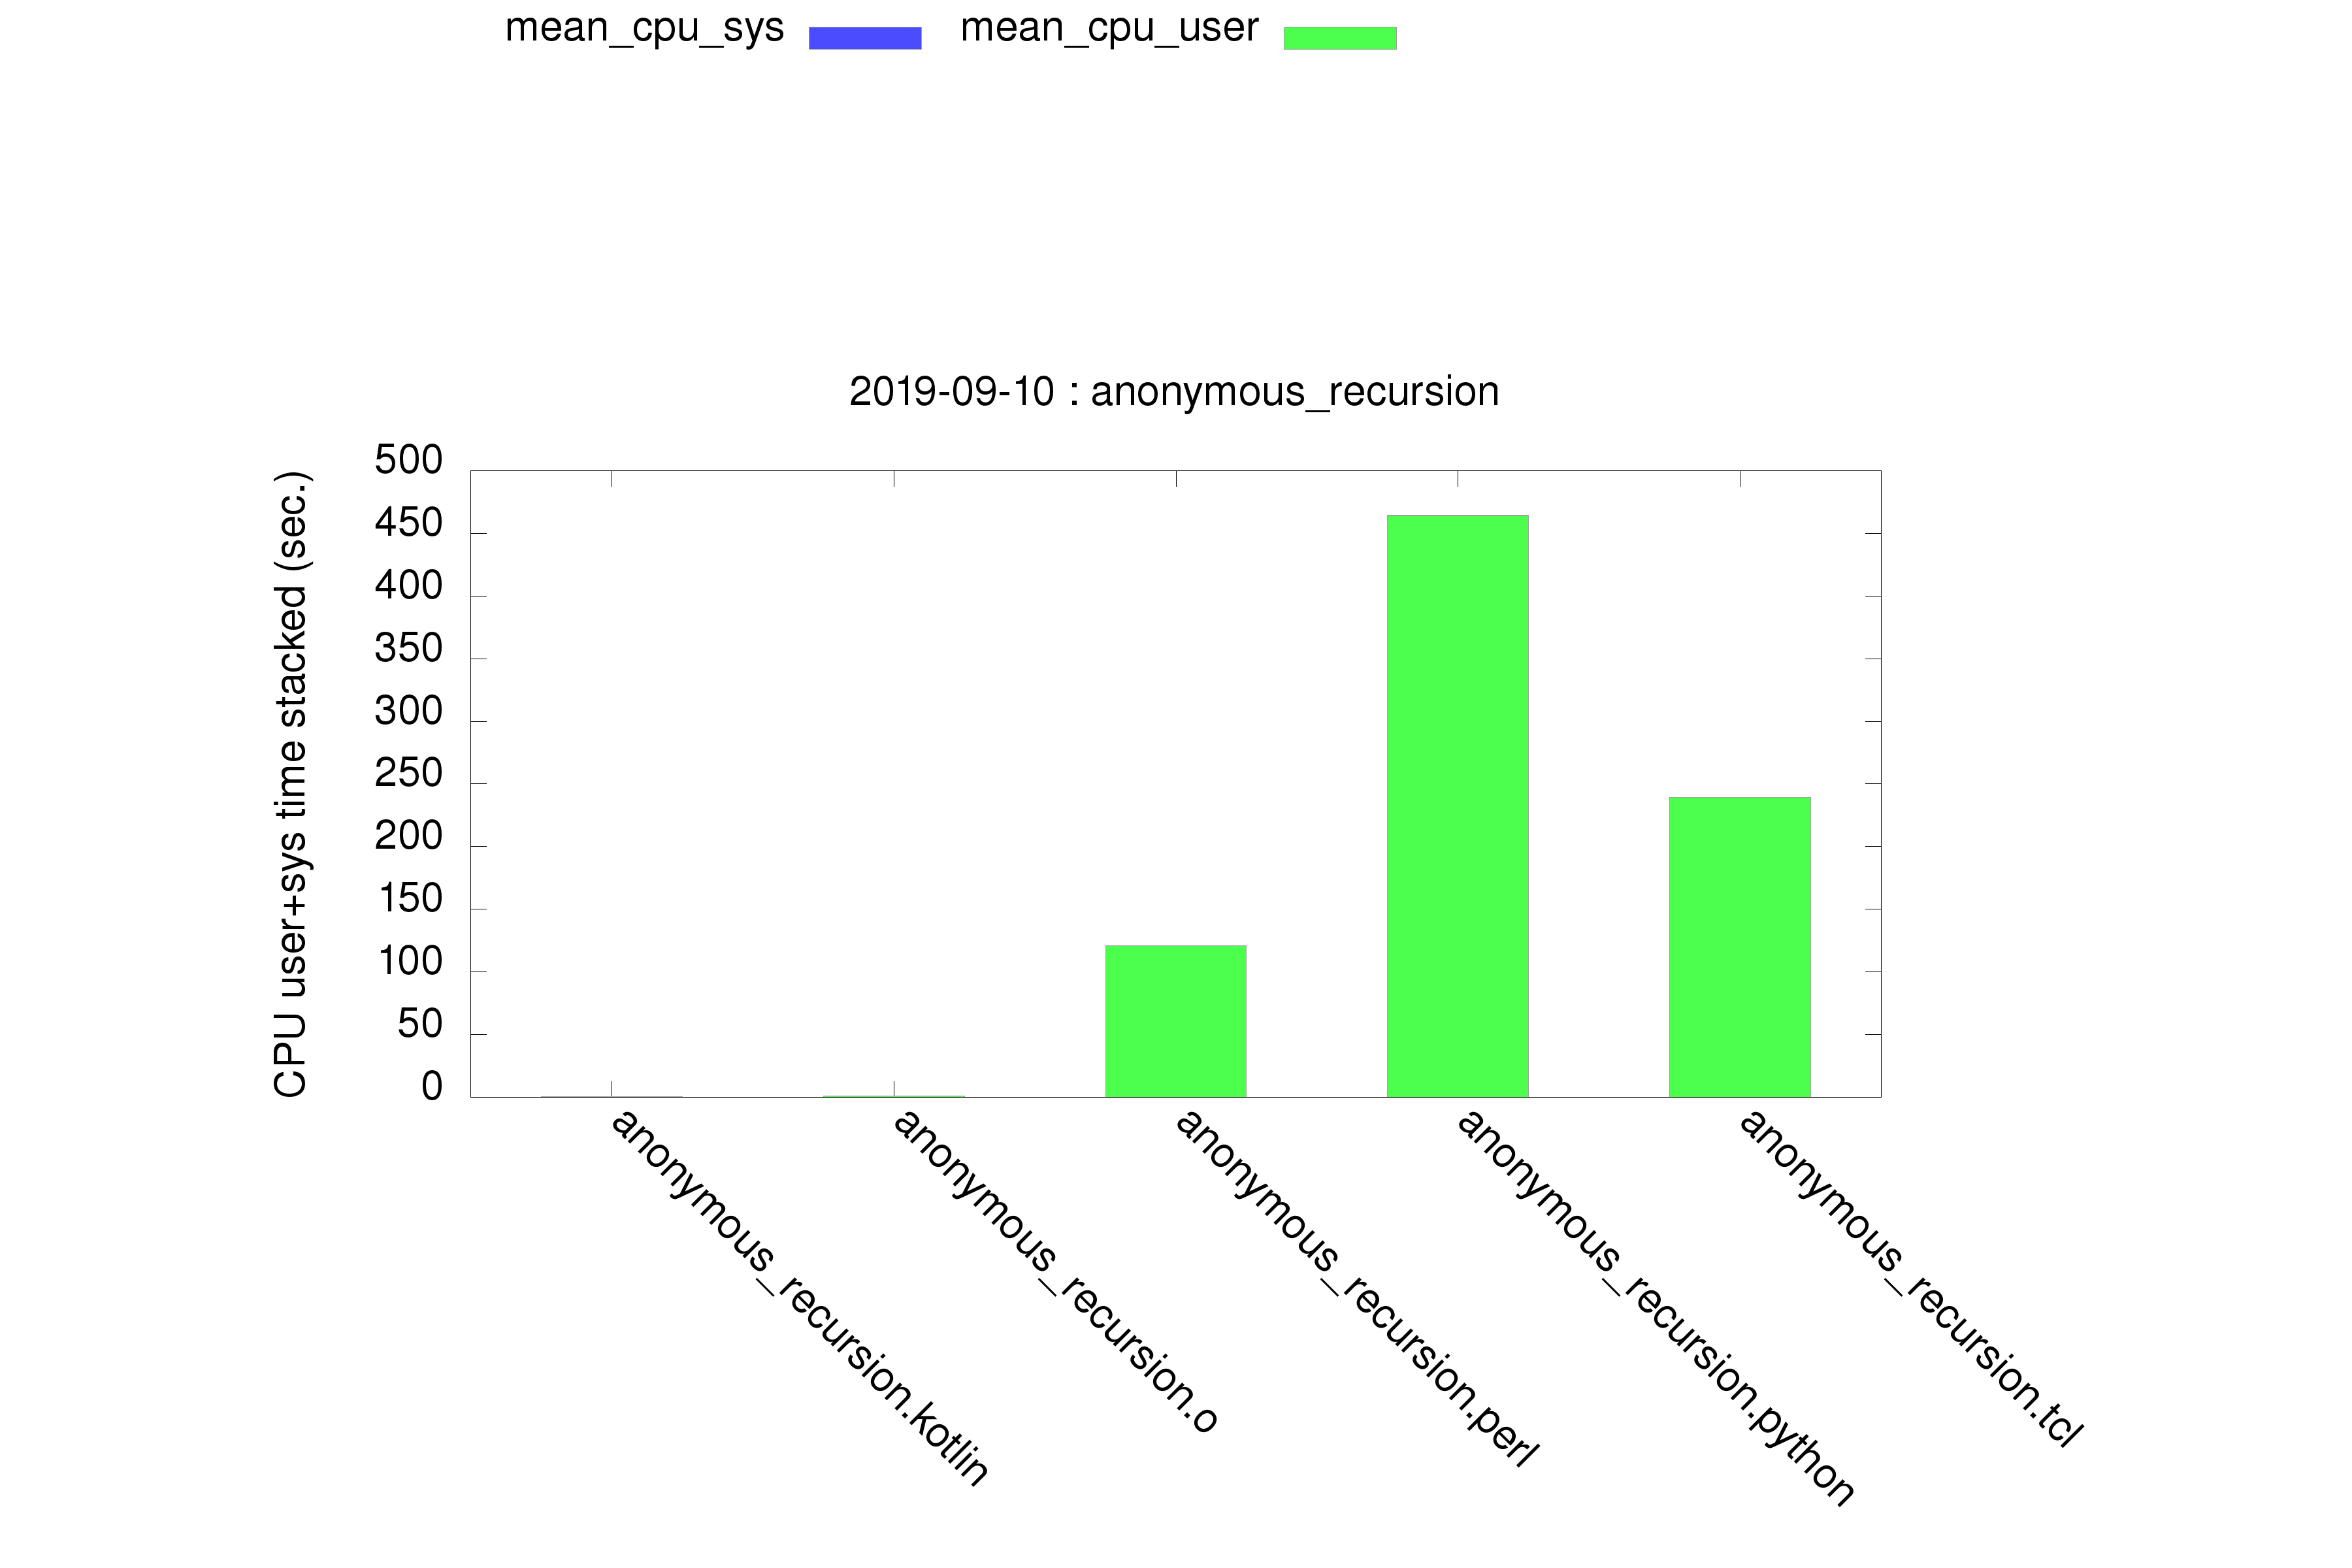 mean_cpu_sys mean_cpu_user
2019-09-10 : anonymous_recursion
CPU user+sys time stacked (sec.)
500
450
400
350
300
250
200
150
100
50
0
anonymous_recursion.kotlin
anonymous_recursion.o
anonymous_recursion.perl
anonymous_recursion.python
anonymous_recursion.tcl